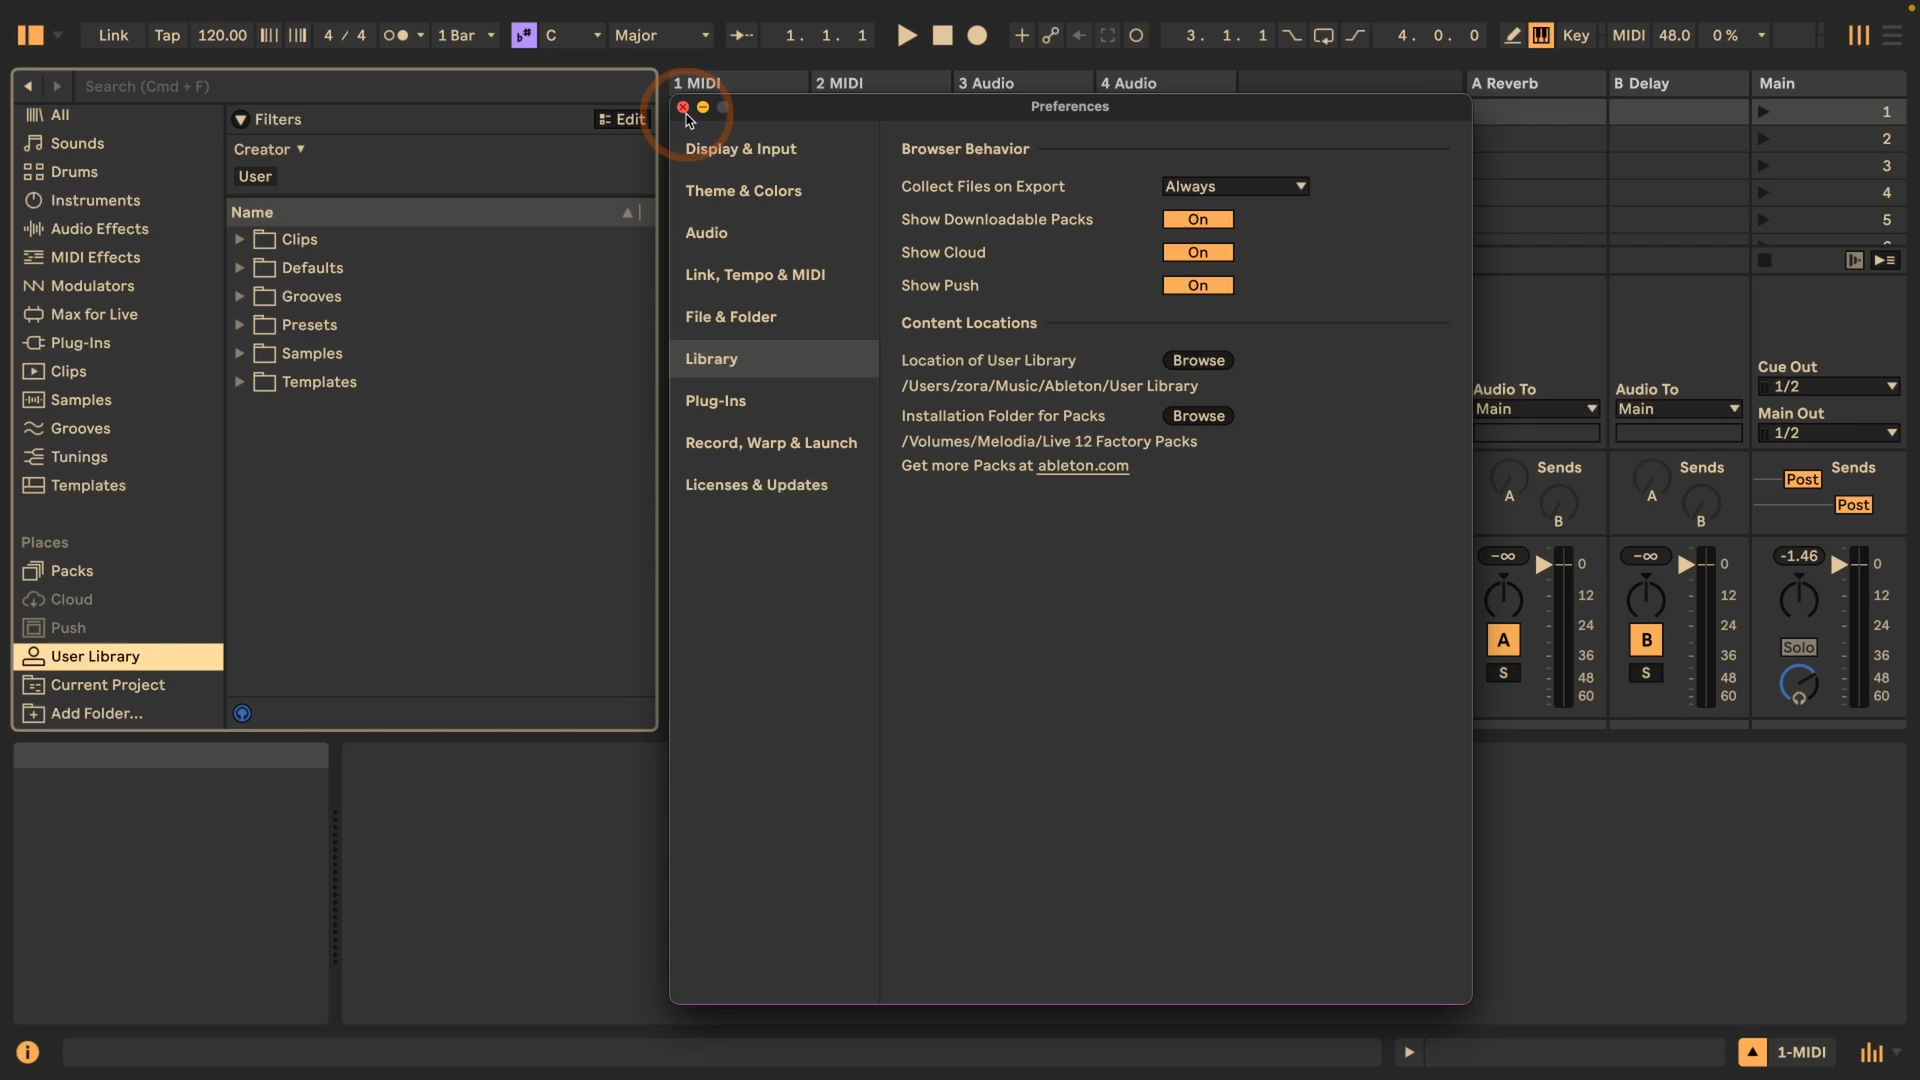 Link Tap 120.00 4 / 4 1 Bar C Major 1. 1. 1 3. 1. 1 4. 0. 0 Key MIDI 48.0 0 %
Search (Cmd + F)
All
Sounds
Drums
Instruments
Audio Effects
MIDI Effects
Modulators
Max for Live
Plug-Ins
Clips
Samples
Grooves
Tunings
Templates
Places
Packs
Cloud
Push
User Library
Current Project
Add Folder...
Filters Edit
Creator
User
Name
Clips
Defaults
Grooves
Presets
Samples
Templates
1 MIDI 2 MIDI 3 Audio 4 Audio A Reverb B Delay Main
Preferences
Display & Input
Theme & Colors
Audio
Link, Tempo & MIDI
File & Folder
Library
Plug-Ins
Record, Warp & Launch
Licenses & Updates
Browser Behavior
Collect Files on Export Always
Show Downloadable Packs On
Show Cloud On
Show Push On
Content Locations
Location of User Library Browse
/Users/zora/Music/Ableton/User Library
Installation Folder for Packs Browse
/Volumes/Melodia/Live 12 Factory Packs
Get more Packs at ableton.com
1
2
3
4
5
Cue Out
1/2
Main Out
1/2
Audio To
Main
Audio To
Main
Sends
A
B
Sends
A
B
Sends
Post
Post
-∞
0
12
24
36
48
60
A
S
-∞
0
12
24
36
48
60
B
S
-1.46
0
12
24
36
48
60
Solo
1-MIDI